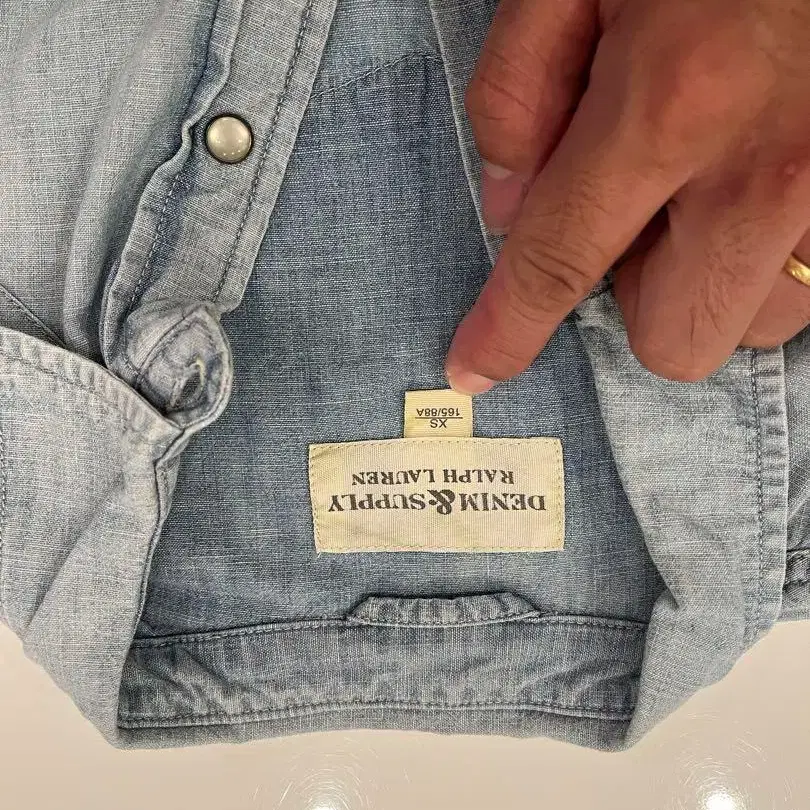 DENIM&SUPPLY
RALPH LAUREN
XS
165/88A